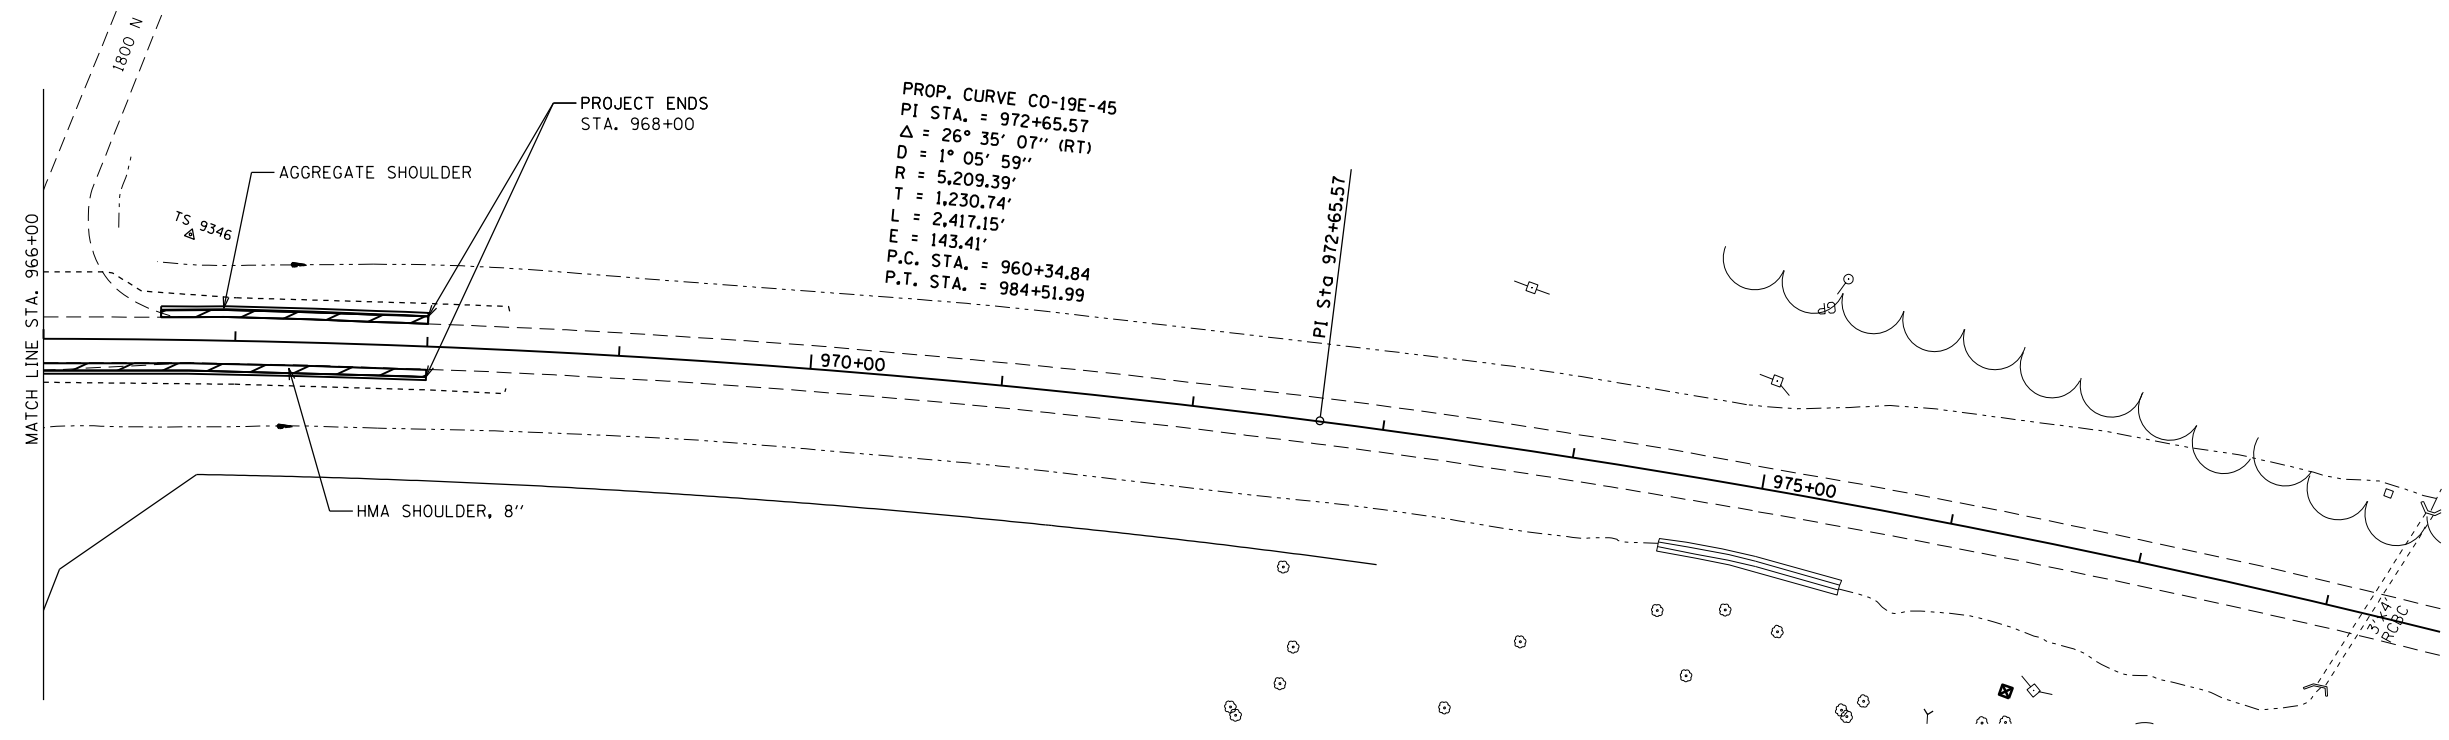 1800 N
PROJECT ENDS
STA. 968+00
AGGREGATE SHOULDER
TS 9346
MATCH LINE STA. 966+00
PROP. CURVE CO-19E-45
PI STA. = 972+65.57
Δ = 26° 35' 07" (RT)
D = 1° 05' 59"
R = 5,209.39'
T = 1,230.74'
L = 2,417.15'
E = 143.41'
P.C. STA. = 960+34.84
P.T. STA. = 984+51.99
PI Sta 972+65.57
SP
970+00
975+00
HMA SHOULDER, 8"
3'X4'
RCBC